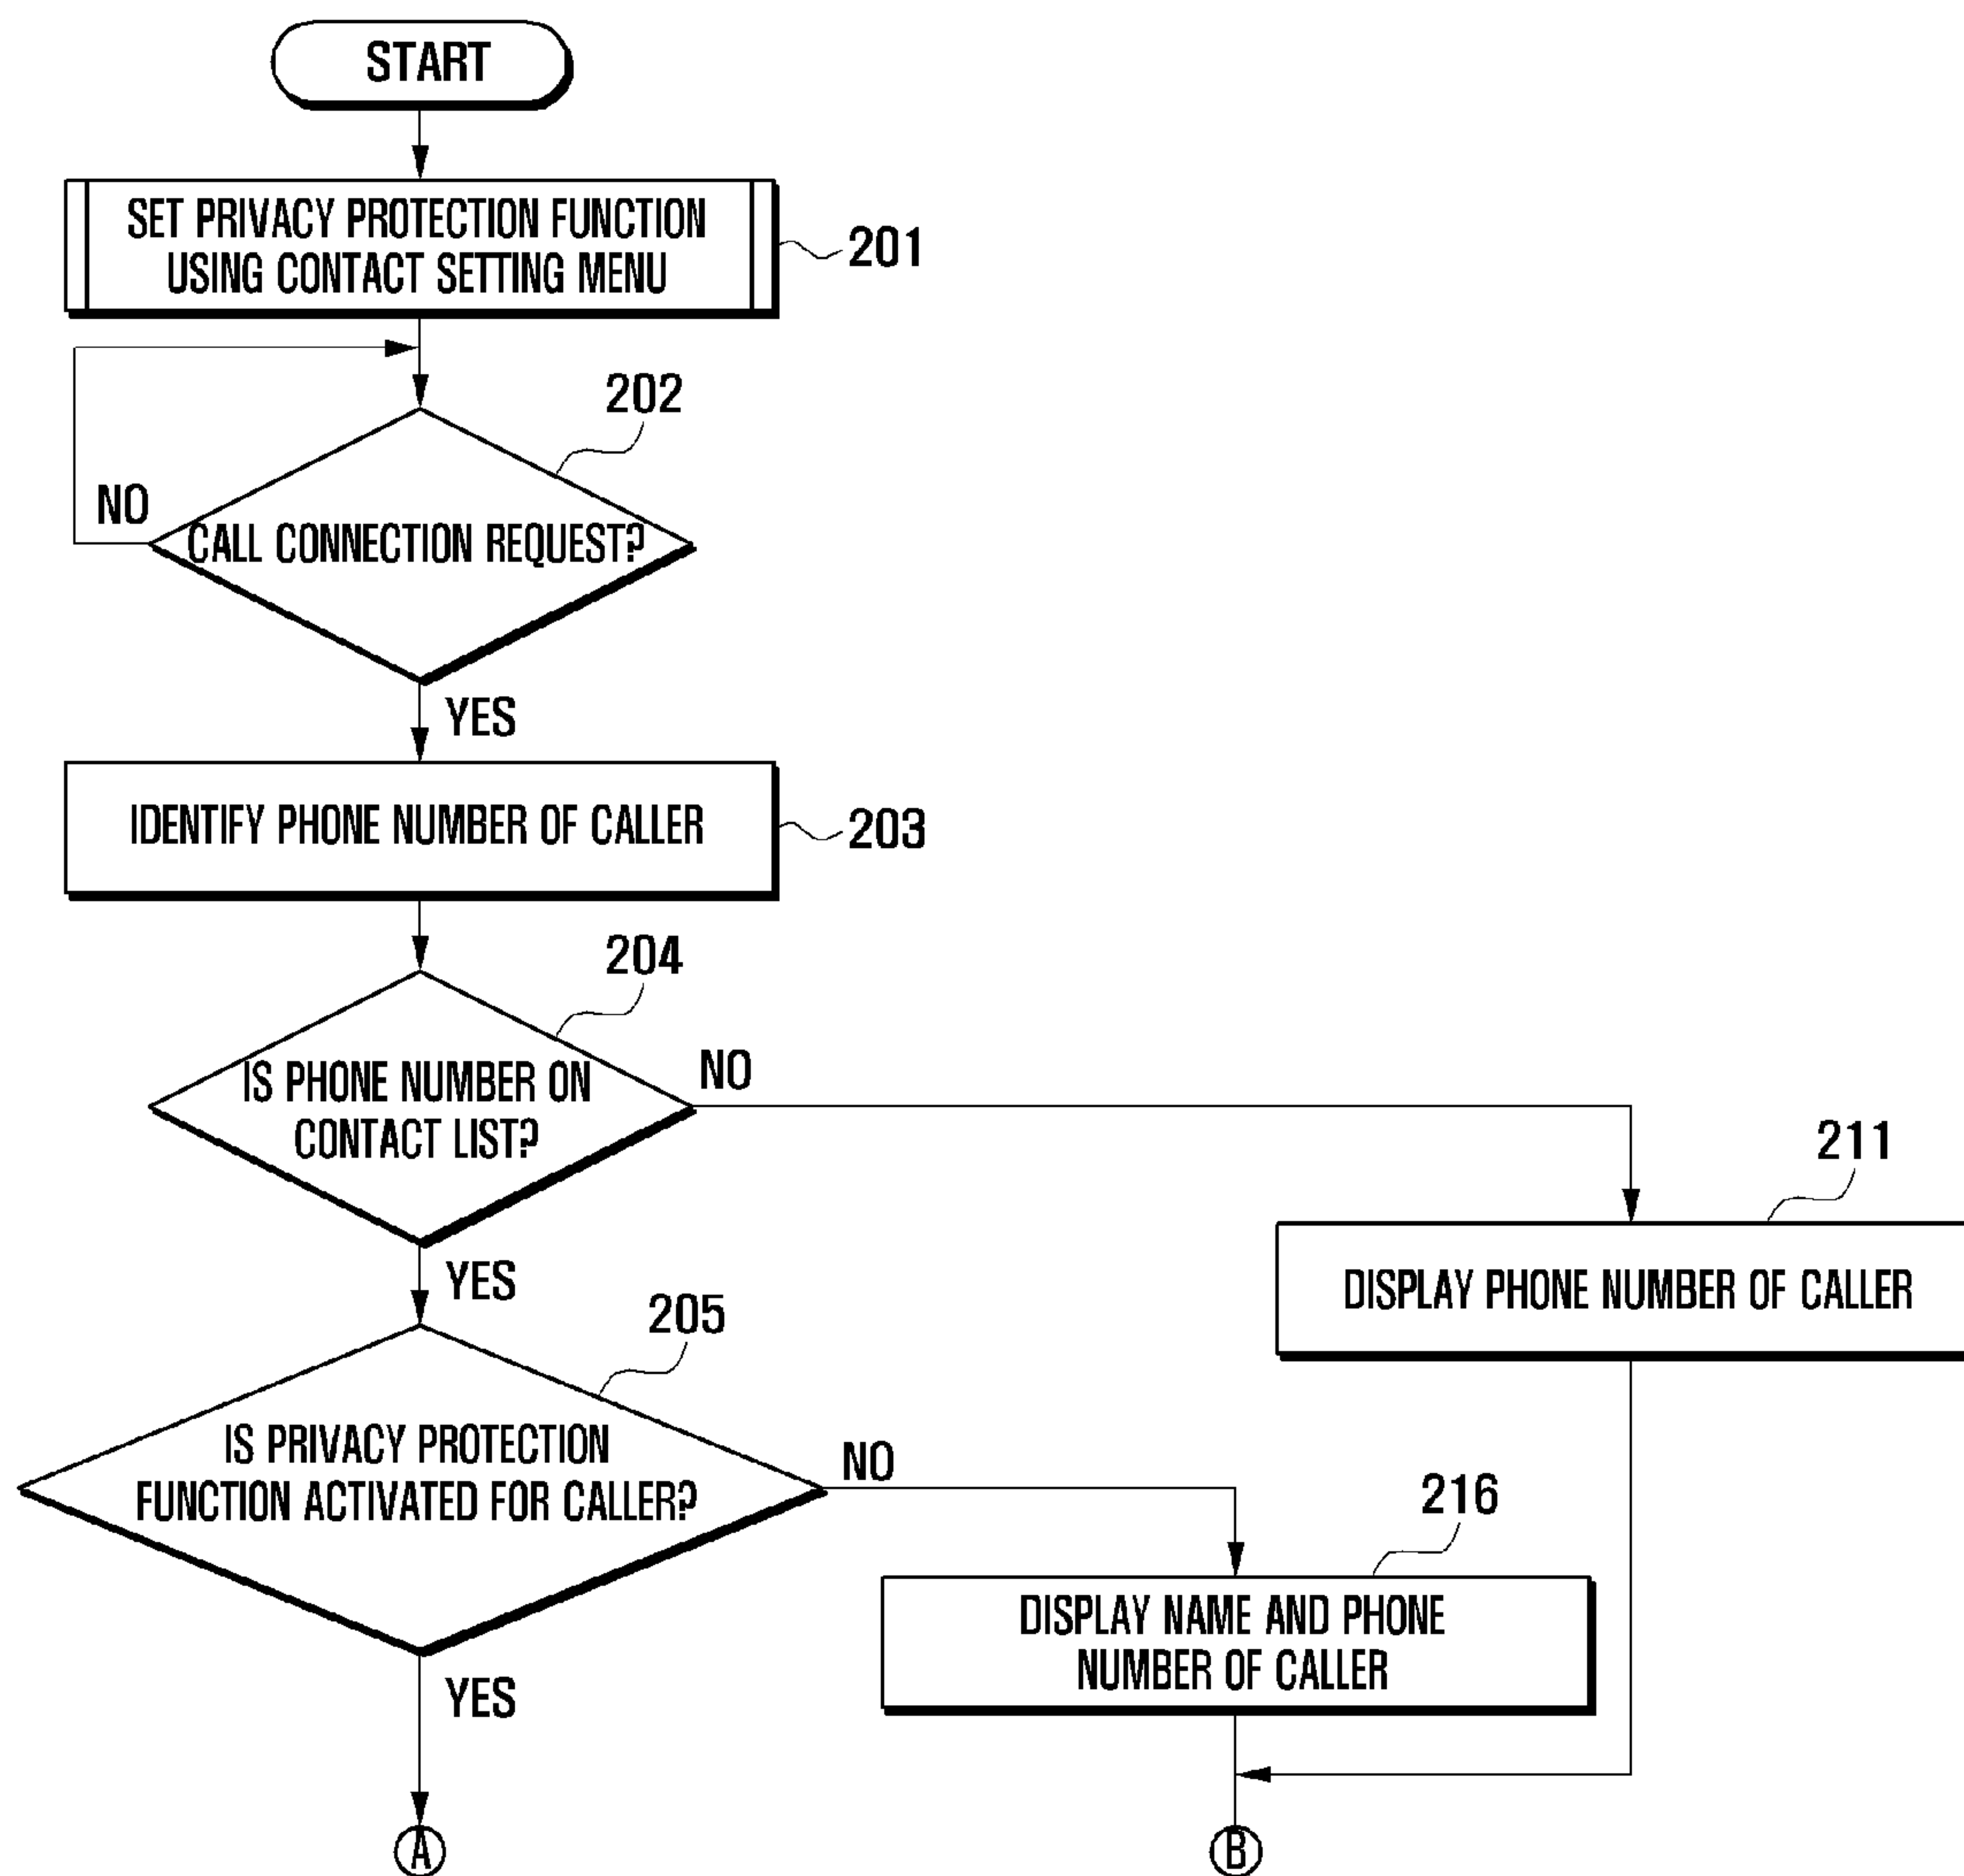 START
SET PRIVACY PROTECTION FUNCTION
USING CONTACT SETTING MENU
201
202
NO
CALL CONNECTION REQUEST?
YES
IDENTIFY PHONE NUMBER OF CALLER
203
204
IS PHONE NUMBER ON
CONTACT LIST?
NO
211
YES
DISPLAY PHONE NUMBER OF CALLER
205
IS PRIVACY PROTECTION
FUNCTION ACTIVATED FOR CALLER?
NO
216
DISPLAY NAME AND PHONE
NUMBER OF CALLER
YES
A
B